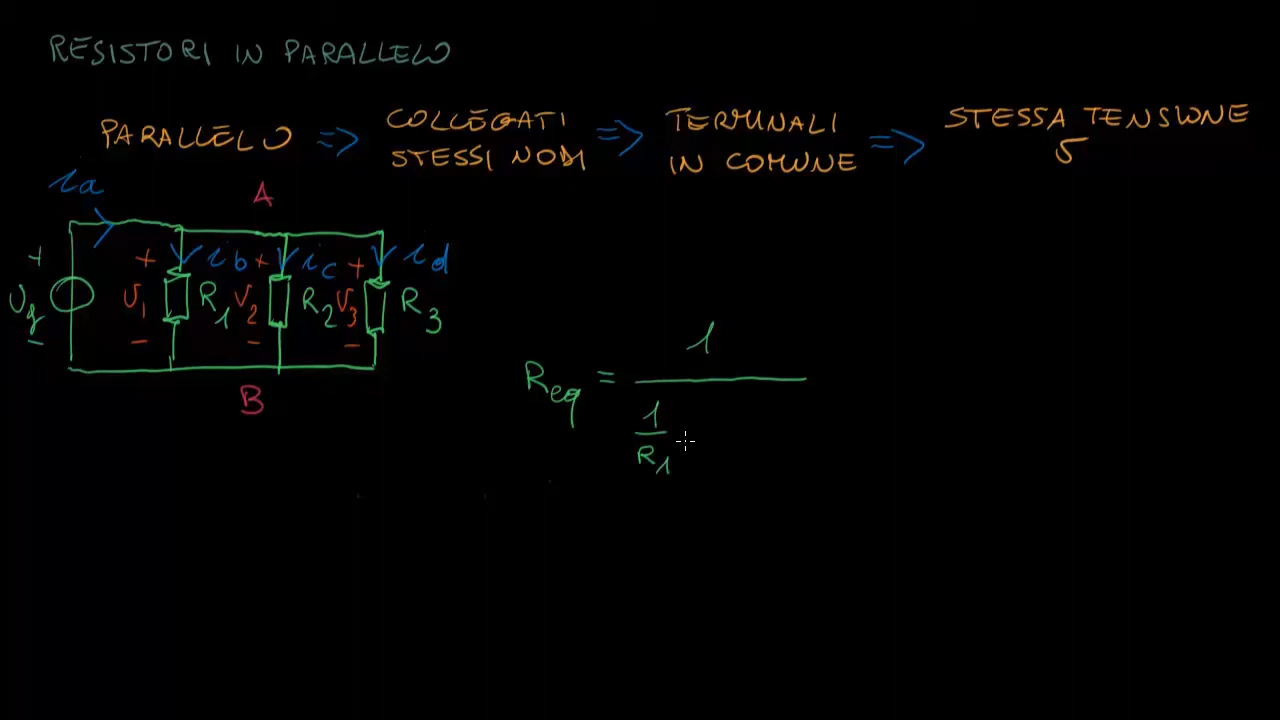 RESISTORI IN PARALLELO
PARALLELO => COLLEGATI STESSI NODI => TERMINALI IN COMUNE => STESSA TENSIONE v
ia
A
+ + ib + ic + id
vg v1 R1 v2 R2 v3 R3
- - - -
B
Req = 1 / (1/R1